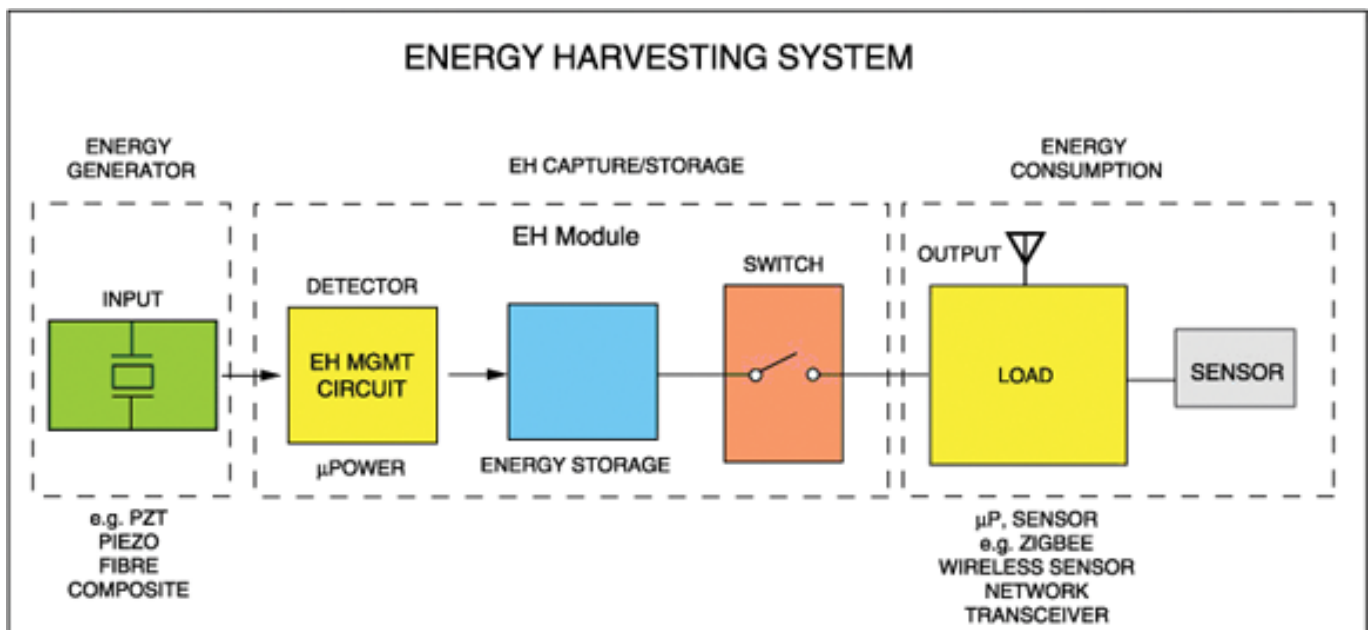 ENERGY HARVESTING SYSTEM
ENERGY
GENERATOR
EH CAPTURE/STORAGE
ENERGY
CONSUMPTION
EH Module
INPUT
DETECTOR
EH MGMT
CIRCUIT
μPOWER
ENERGY STORAGE
SWITCH
OUTPUT
LOAD
SENSOR
e.g. PZT
PIEZO
FIBRE
COMPOSITE
μP, SENSOR
e.g. ZIGBEE
WIRELESS SENSOR
NETWORK
TRANSCEIVER